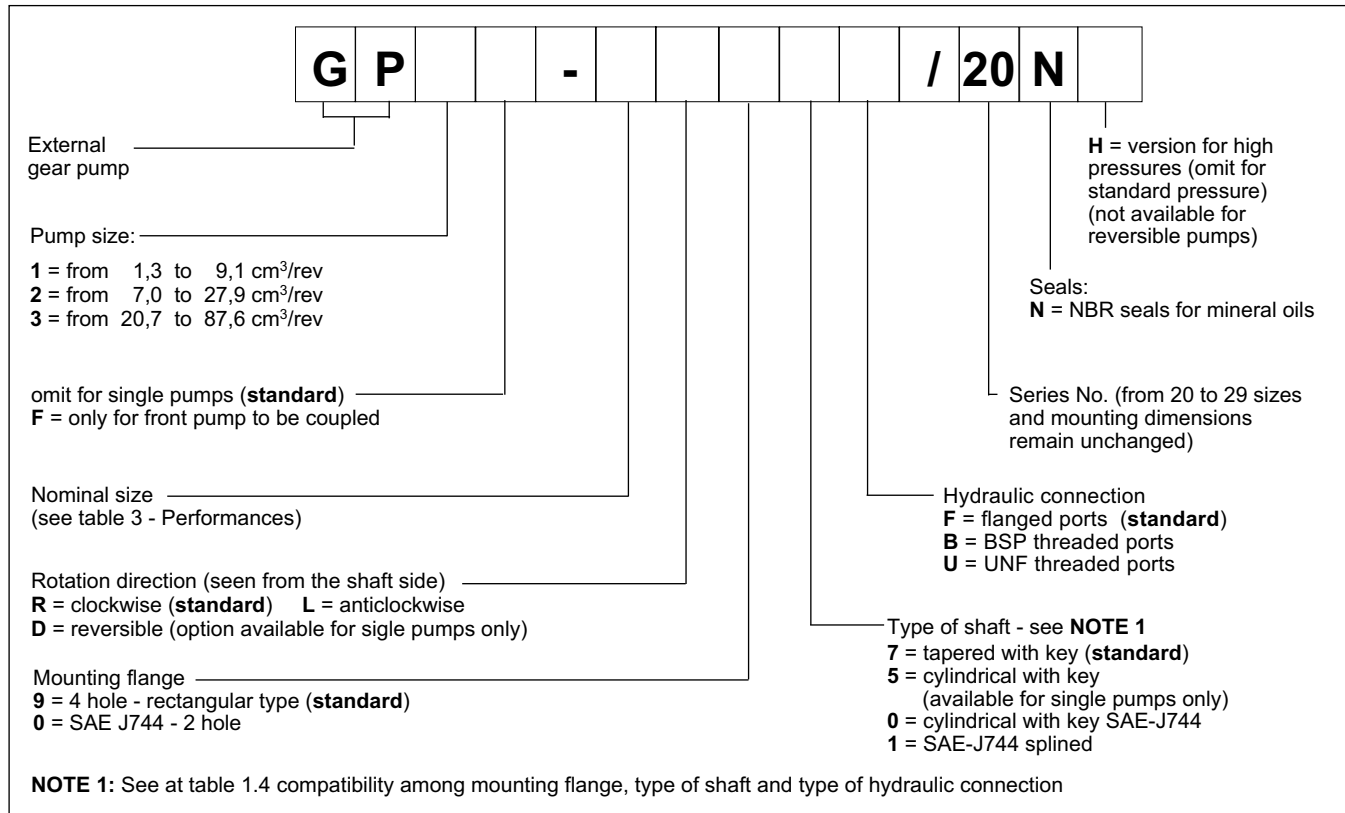 G P - / 20 N
External
gear pump
H = version for high
pressures (omit for
standard pressure)
(not available for
reversible pumps)
Pump size:
1 = from 1,3 to 9,1 cm³/rev
2 = from 7,0 to 27,9 cm³/rev
3 = from 20,7 to 87,6 cm³/rev
Seals:
N = NBR seals for mineral oils
omit for single pumps (standard)
F = only for front pump to be coupled
Series No. (from 20 to 29 sizes
and mounting dimensions
remain unchanged)
Nominal size
(see table 3 - Performances)
Hydraulic connection
F = flanged ports (standard)
B = BSP threaded ports
U = UNF threaded ports
Rotation direction (seen from the shaft side)
R = clockwise (standard) L = anticlockwise
D = reversible (option available for sigle pumps only)
Type of shaft - see NOTE 1
7 = tapered with key (standard)
5 = cylindrical with key
(available for single pumps only)
0 = cylindrical with key SAE-J744
1 = SAE-J744 splined
Mounting flange
9 = 4 hole - rectangular type (standard)
0 = SAE J744 - 2 hole
NOTE 1: See at table 1.4 compatibility among mounting flange, type of shaft and type of hydraulic connection